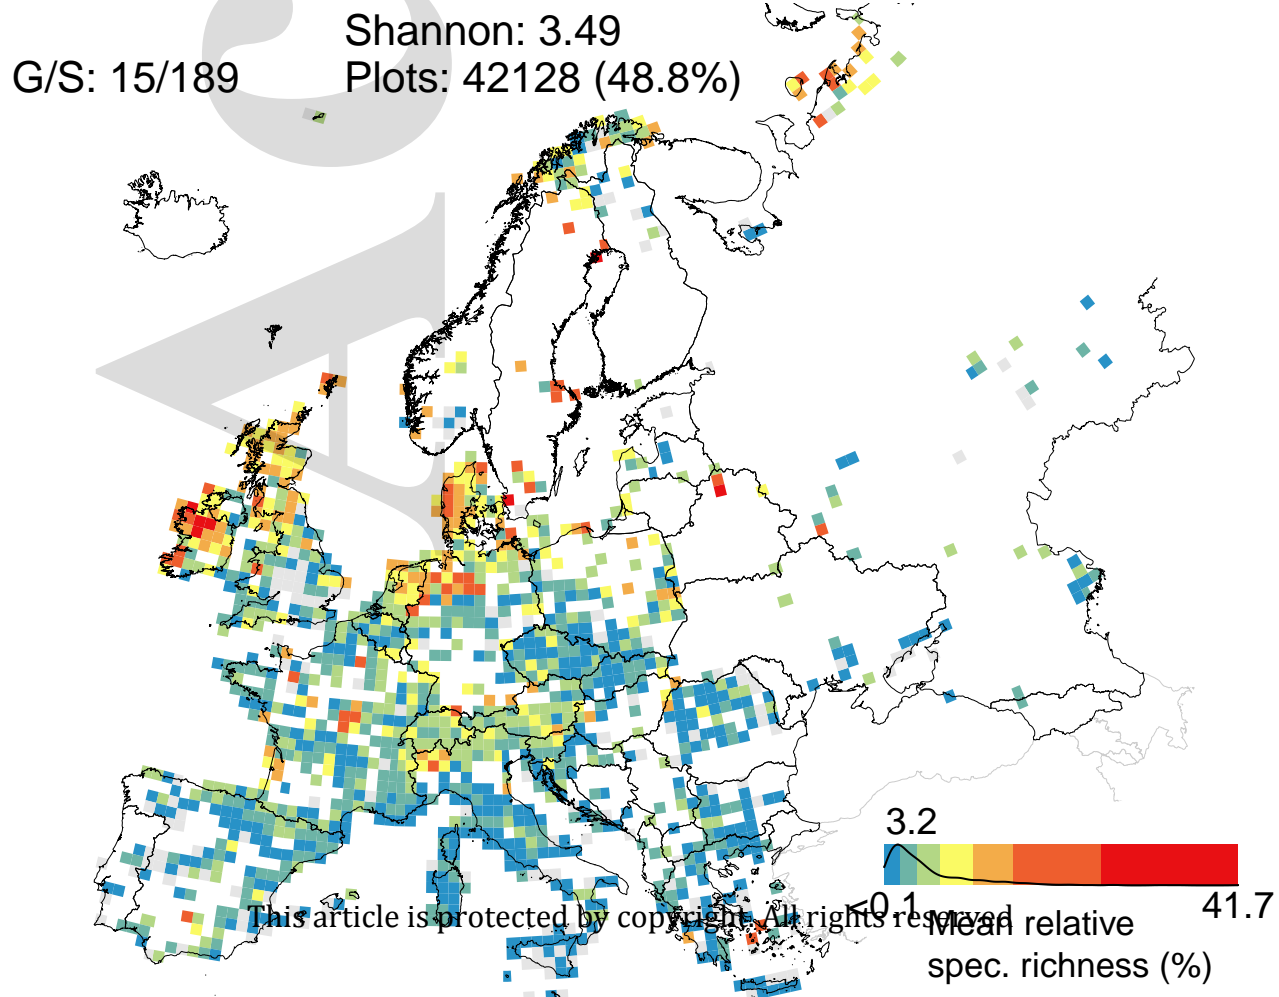 Shannon: 3.49
G/S: 15/189
Plots: 42128 (48.8%)
3.2
<0.1
41.7
This article is protected by copyright. All rights reserved
Mean relative
spec. richness (%)